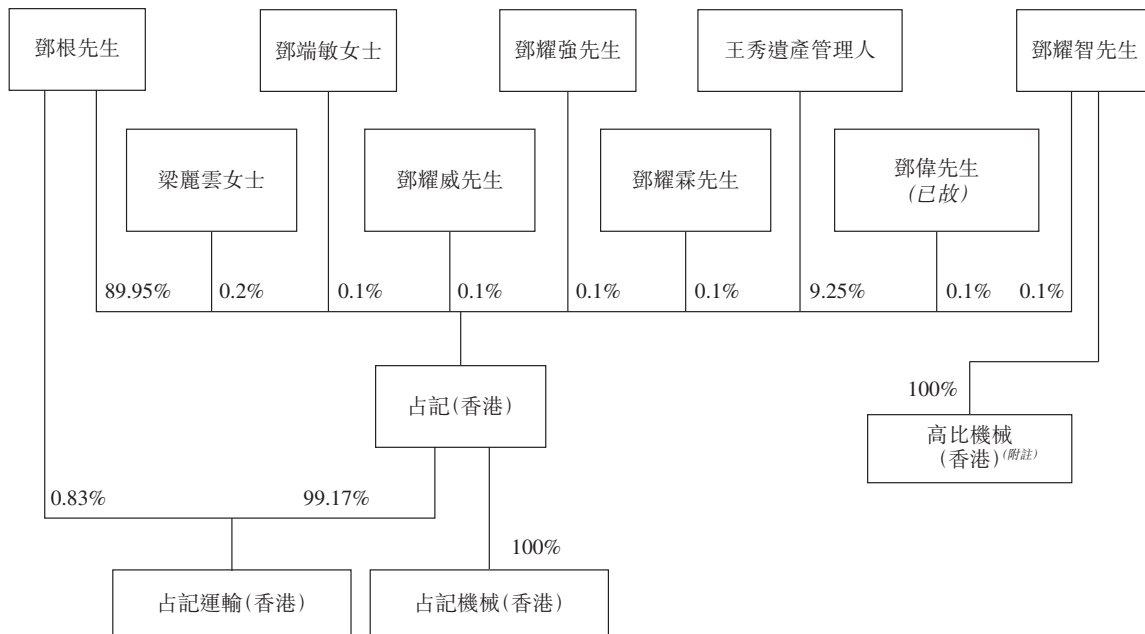 鄧根先生
鄧端敏女士
鄧耀強先生
王秀遺產管理人
鄧耀智先生
梁麗雲女士
鄧耀威先生
鄧耀霖先生
鄧偉先生
(已故)
89.95%
0.2%
0.1%
0.1%
0.1%
0.1%
9.25%
0.1%
0.1%
占記(香港)
100%
高比機械
(香港)(附註)
0.83%
99.17%
100%
占記運輸(香港)
占記機械(香港)